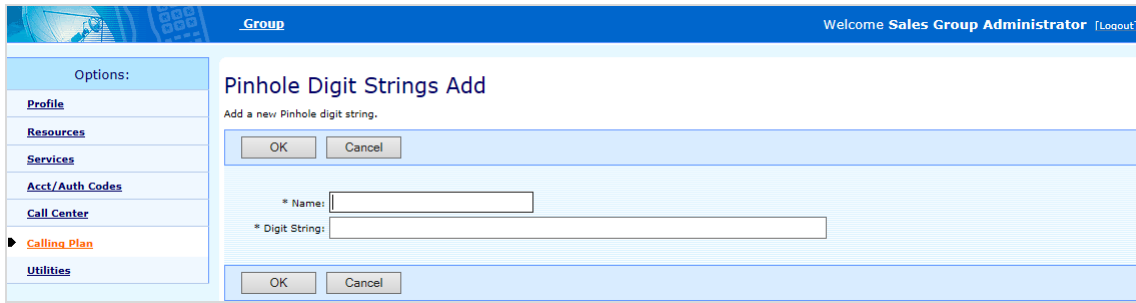 Group
Welcome Sales Group Administrator [Logout]
Options:
Profile
Resources
Services
Acct/Auth Codes
Call Center
Calling Plan
Utilities
Pinhole Digit Strings Add
Add a new Pinhole digit string.
OK Cancel
* Name:
* Digit String:
OK Cancel